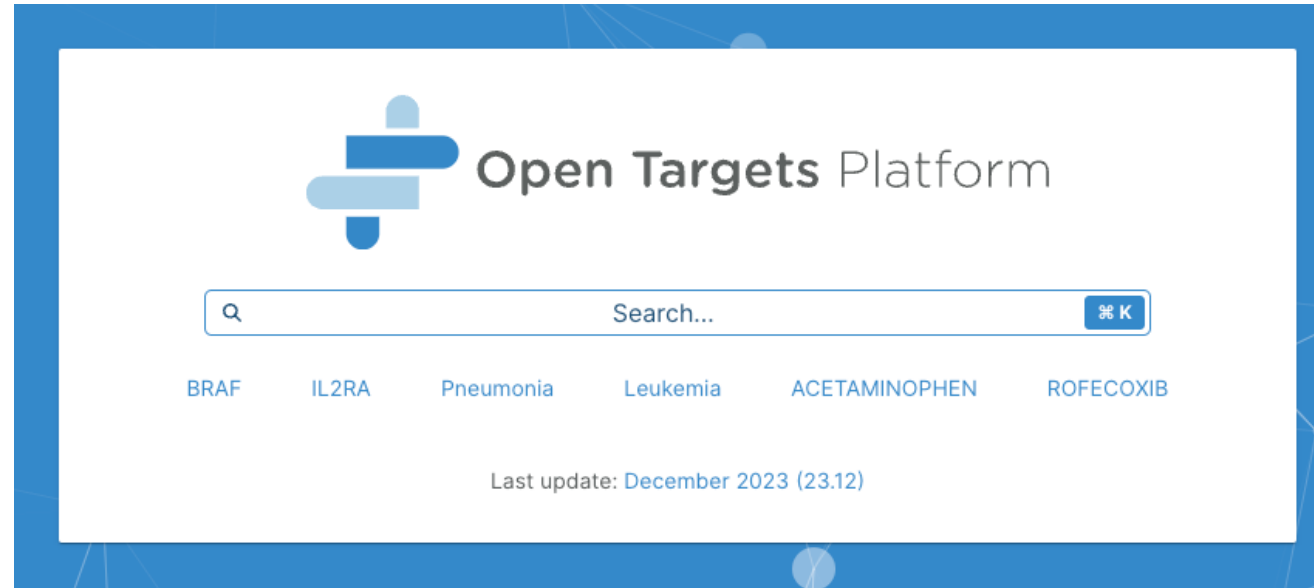 Open Targets Platform
Search... ⌘ K
BRAF IL2RA Pneumonia Leukemia ACETAMINOPHEN ROFECOXIB
Last update: December 2023 (23.12)